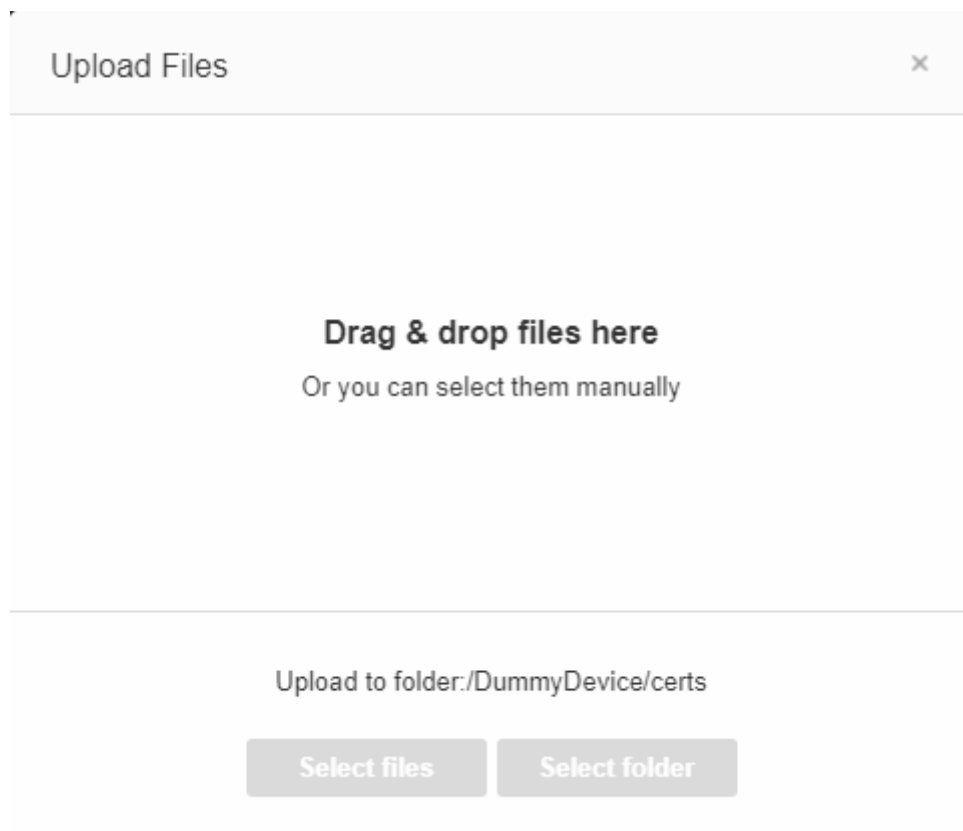 Upload Files ×
Drag & drop files here
Or you can select them manually
Upload to folder:/DummyDevice/certs
Select files Select folder